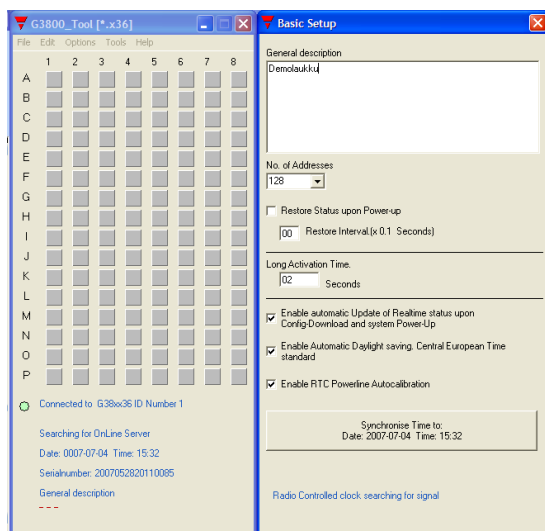 G3800_Tool [*.x36]
File Edit Options Tools Help
1 2 3 4 5 6 7 8
A
B
C
D
E
F
G
H
I
J
K
L
M
N
O
P
Connected to G38xx36 ID Number 1
Searching for OnLine Server
Date: 0007-07-04 Time: 15:32
Serialnumber: 2007052820110085
General description
- - -
Basic Setup
General description
Demolaukku
No. of Addresses
128
Restore Status upon Power-up
00 Restore Interval.(x 0.1 Seconds)
Long Activation Time.
02 Seconds
Enable automatic Update of Realtime status upon
Config-Download and system Power-Up
Enable Automatic Daylight saving. Central European Time
standard
Enable RTC Powerline Autocalibration
Synchronise Time to:
Date: 2007-07-04 Time: 15:32
Radio Controlled clock searching for signal